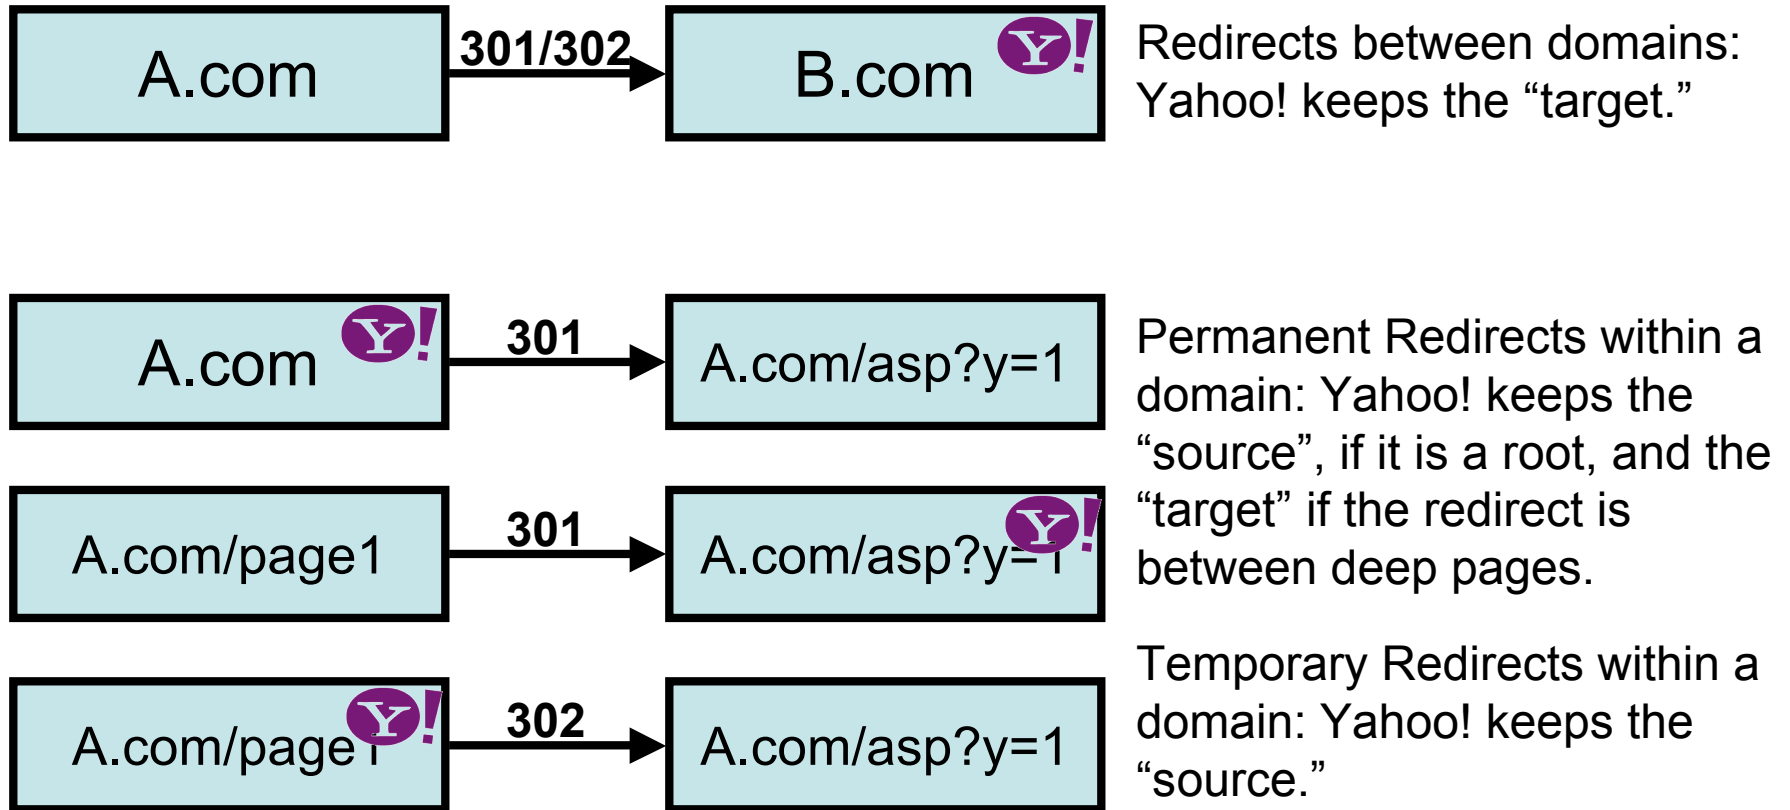 A.com
301/302
B.com
Y!
Redirects between domains:
Yahoo! keeps the “target.”
A.com
Y!
301
A.com/asp?y=1
Permanent Redirects within a
domain: Yahoo! keeps the
“source”, if it is a root, and the
“target” if the redirect is
between deep pages.
A.com/page1
301
A.com/asp?y=1
Y!
A.com/page1
Y!
302
A.com/asp?y=1
Temporary Redirects within a
domain: Yahoo! keeps the
“source.”